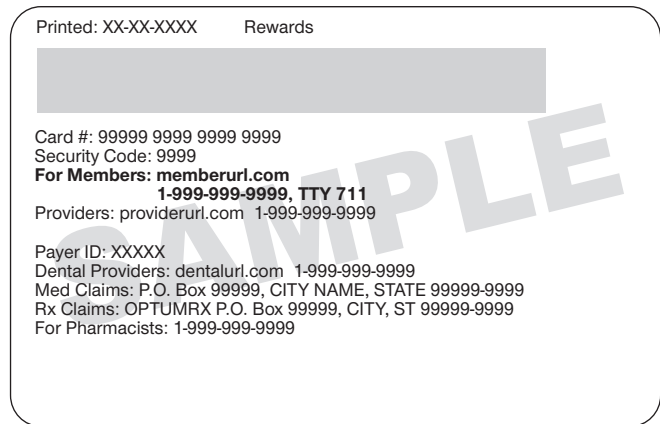 Printed: XX-XX-XXXX Rewards
Card #: 99999 9999 9999 9999
Security Code: 9999
For Members: memberurl.com
1-999-999-9999, TTY 711
Providers: providerurl.com 1-999-999-9999
Payer ID: XXXXX
Dental Providers: dentalurl.com 1-999-999-9999
Med Claims: P.O. Box 99999, CITY NAME, STATE 99999-9999
Rx Claims: OPTUMRX P.O. Box 99999, CITY, ST 99999-9999
For Pharmacists: 1-999-999-9999
SAMPLE